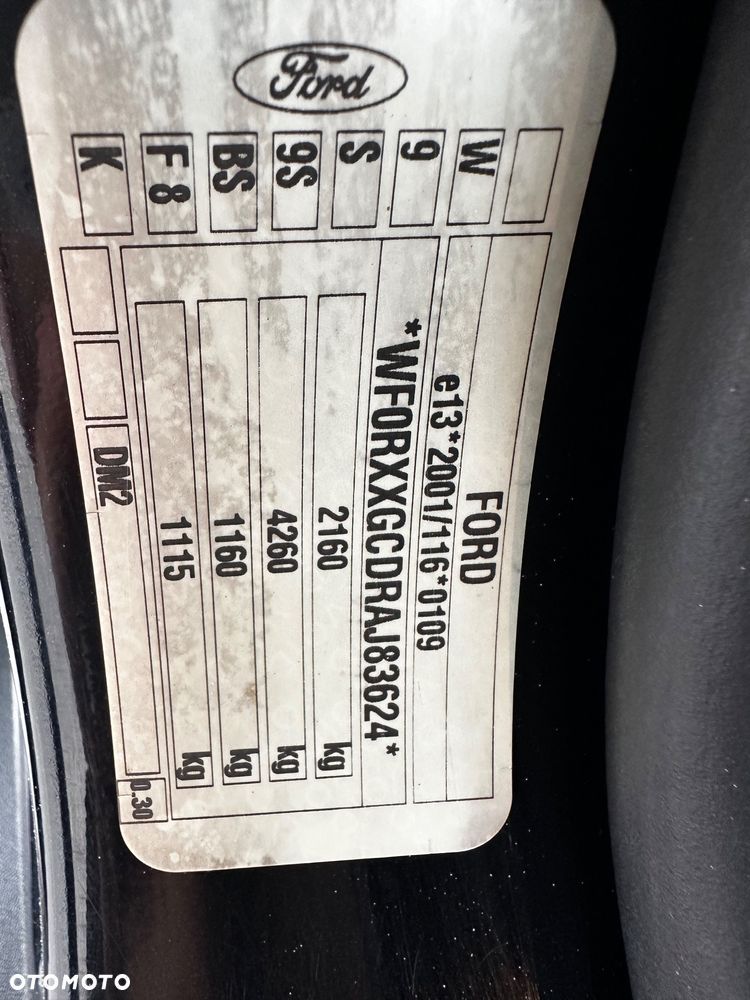 Ford
FORD
e13*2001/116*0109
*WF0RXXGCDRAJ83624*
2160 kg
4260 kg
1160 kg
1115 kg
W
9
S
9S
BS
F 8
K
DM2
0.30
OTOMOTO